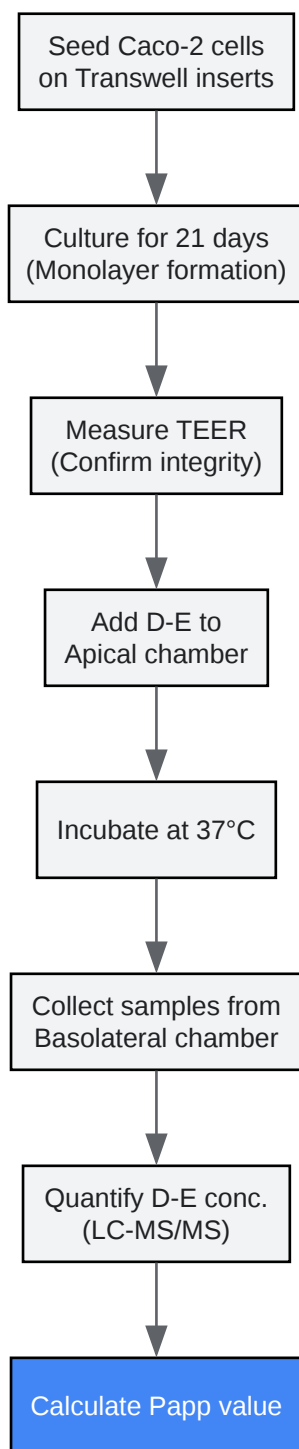 Seed Caco-2 cells
on Transwell inserts
Culture for 21 days
(Monolayer formation)
Measure TEER
(Confirm integrity)
Add D-E to
Apical chamber
Incubate at 37°C
Collect samples from
Basolateral chamber
Quantify D-E conc.
(LC-MS/MS)
Calculate Papp value